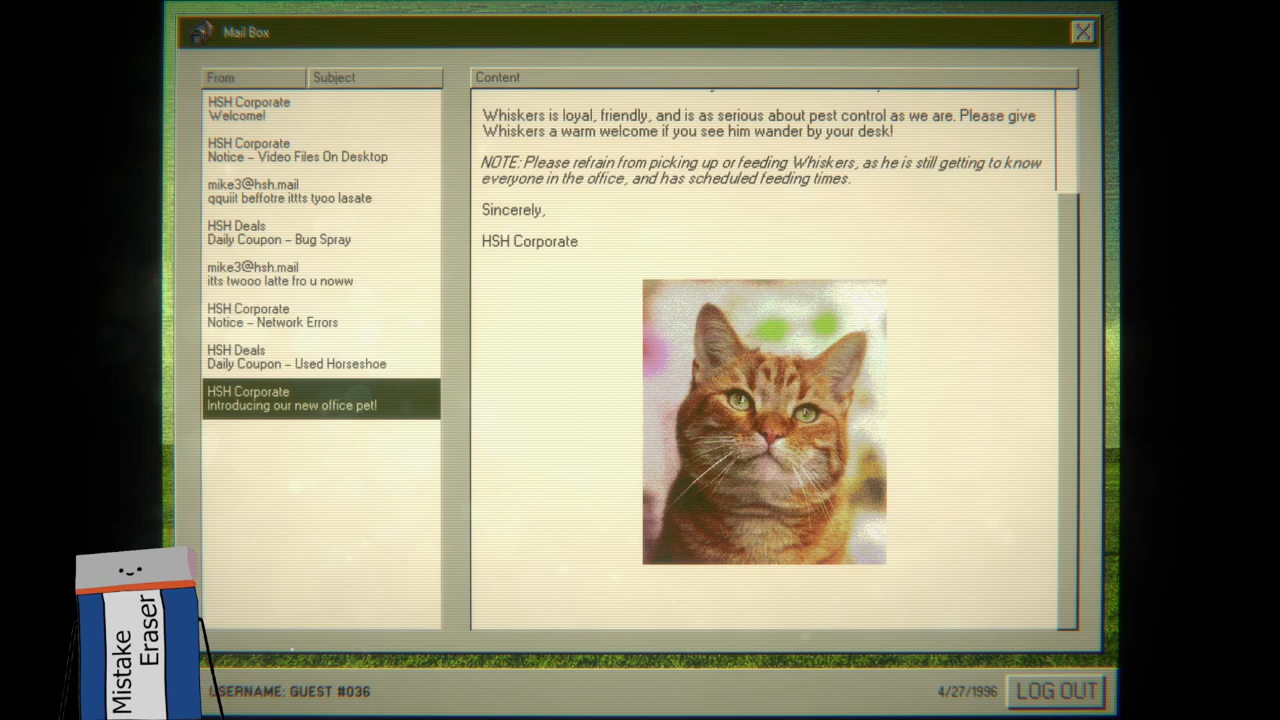 Mail Box
From
Subject
Content
HSH Corporate
Welcome!
HSH Corporate
Notice – Video Files On Desktop
mike3@hsh.mail
qquiit beffotre ittts tyoo lasate
HSH Deals
Daily Coupon – Bug Spray
mike3@hsh.mail
itts twooo latte fro u noww
HSH Corporate
Notice – Network Errors
HSH Deals
Daily Coupon – Used Horseshoe
HSH Corporate
Introducing our new office pet!
Whiskers is loyal, friendly, and is as serious about pest control as we are. Please give
Whiskers a warm welcome if you see him wander by your desk!
NOTE: Please refrain from picking up or feeding Whiskers, as he is still getting to know
everyone in the office, and has scheduled feeding times.
Sincerely,
HSH Corporate
Mistake
Eraser
USERNAME: GUEST #036
4/27/1996
LOG OUT